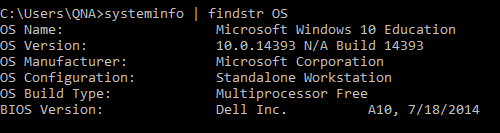 C:\Users\QNA>systeminfo | findstr OS
OS Name:                   Microsoft Windows 10 Education
OS Version:                10.0.14393 N/A Build 14393
OS Manufacturer:           Microsoft Corporation
OS Configuration:          Standalone Workstation
OS Build Type:             Multiprocessor Free
BIOS Version:              Dell Inc.            A10, 7/18/2014